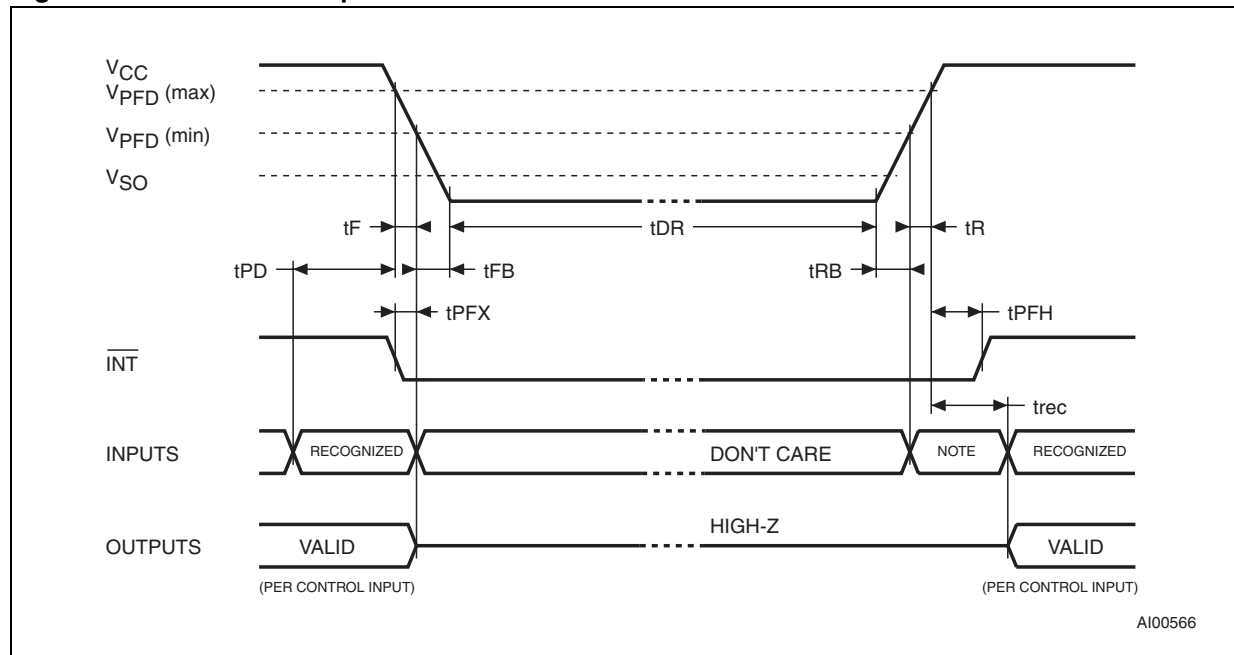 VCC
VPFD (max)
VPFD (min)
VSO
tF
tDR
tR
tPD
tFB
tRB
tPFX
tPFH
INT
trec
INPUTS
RECOGNIZED
DON'T CARE
NOTE
RECOGNIZED
HIGH-Z
OUTPUTS
VALID
VALID
(PER CONTROL INPUT)
(PER CONTROL INPUT)
AI00566